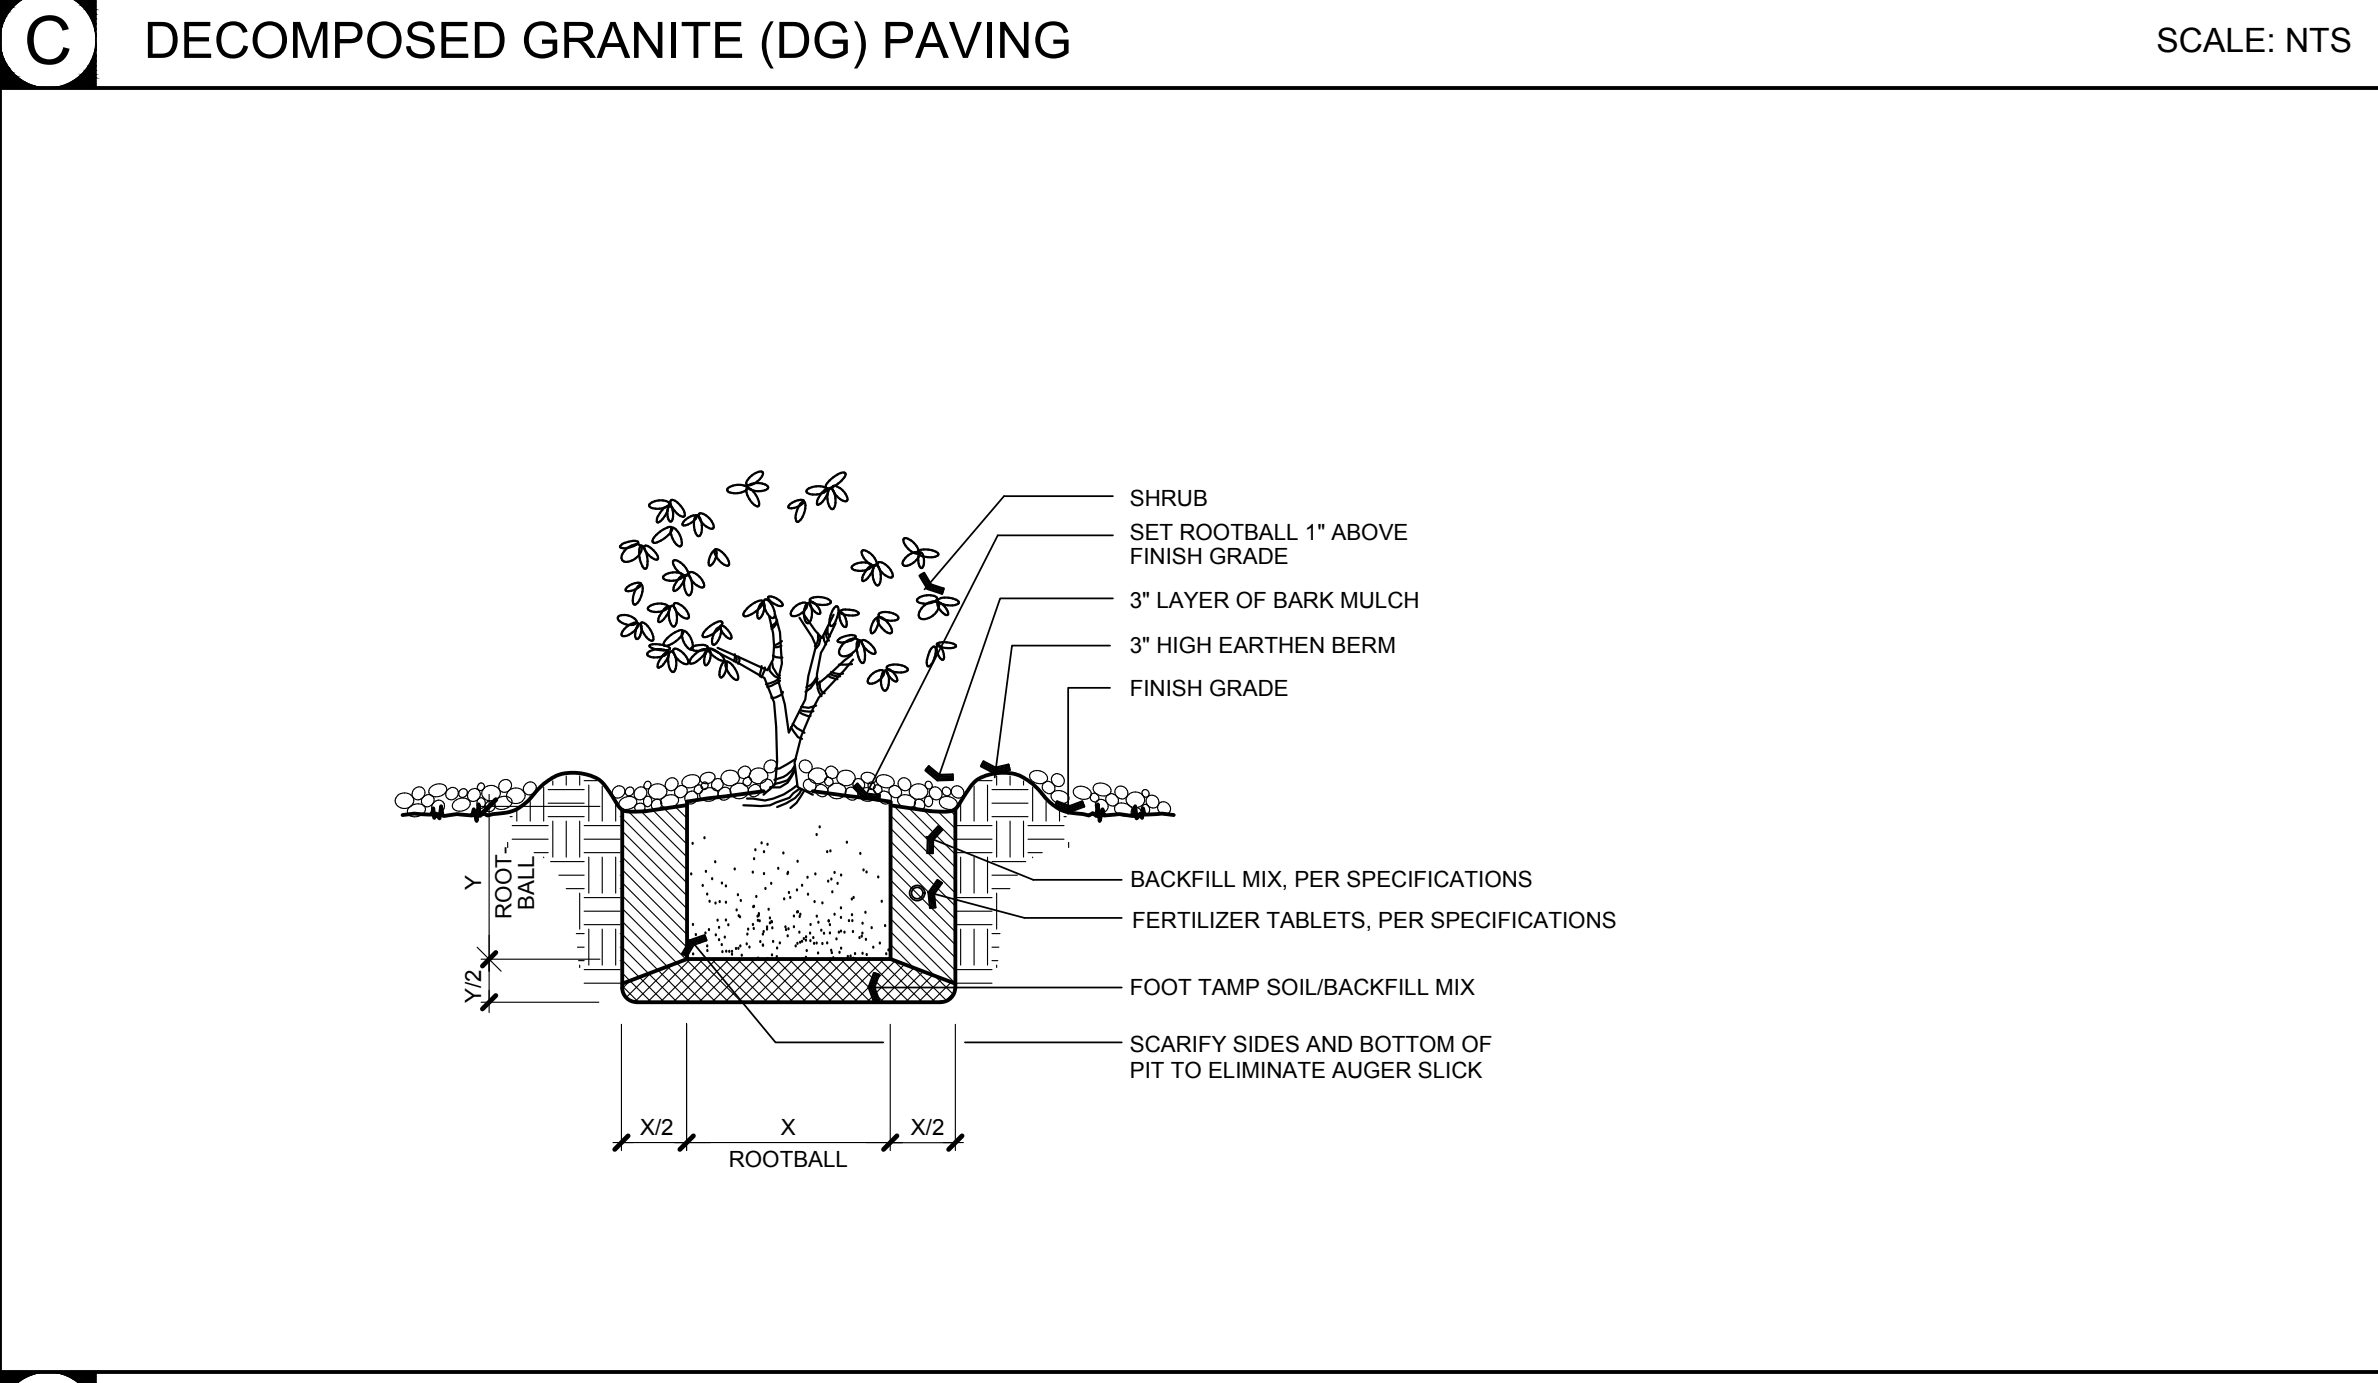 C
DECOMPOSED GRANITE (DG) PAVING
SCALE: NTS
SHRUB
SET ROOTBALL 1" ABOVE
FINISH GRADE
3" LAYER OF BARK MULCH
3" HIGH EARTHEN BERM
FINISH GRADE
Y
ROOT-
BALL
Y/2
BACKFILL MIX, PER SPECIFICATIONS
FERTILIZER TABLETS, PER SPECIFICATIONS
FOOT TAMP SOIL/BACKFILL MIX
SCARIFY SIDES AND BOTTOM OF
PIT TO ELIMINATE AUGER SLICK
X/2
X
X/2
ROOTBALL